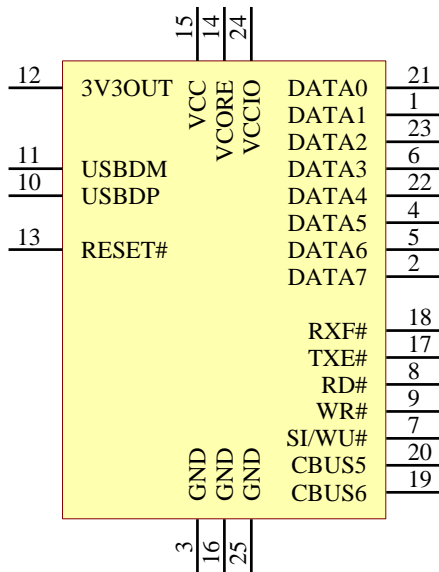 15 14 24
12 3V3OUT VCC VCORE VCCIO DATA0 21
DATA1 1
DATA2 23
11 USBDM DATA3 6
10 USBDP DATA4 22
DATA5 4
13 RESET# DATA6 5
DATA7 2
RXF# 18
TXE# 17
RD# 8
WR# 9
SI/WU# 7
CBUS5 20
CBUS6 19
GND GND GND
3 16 25